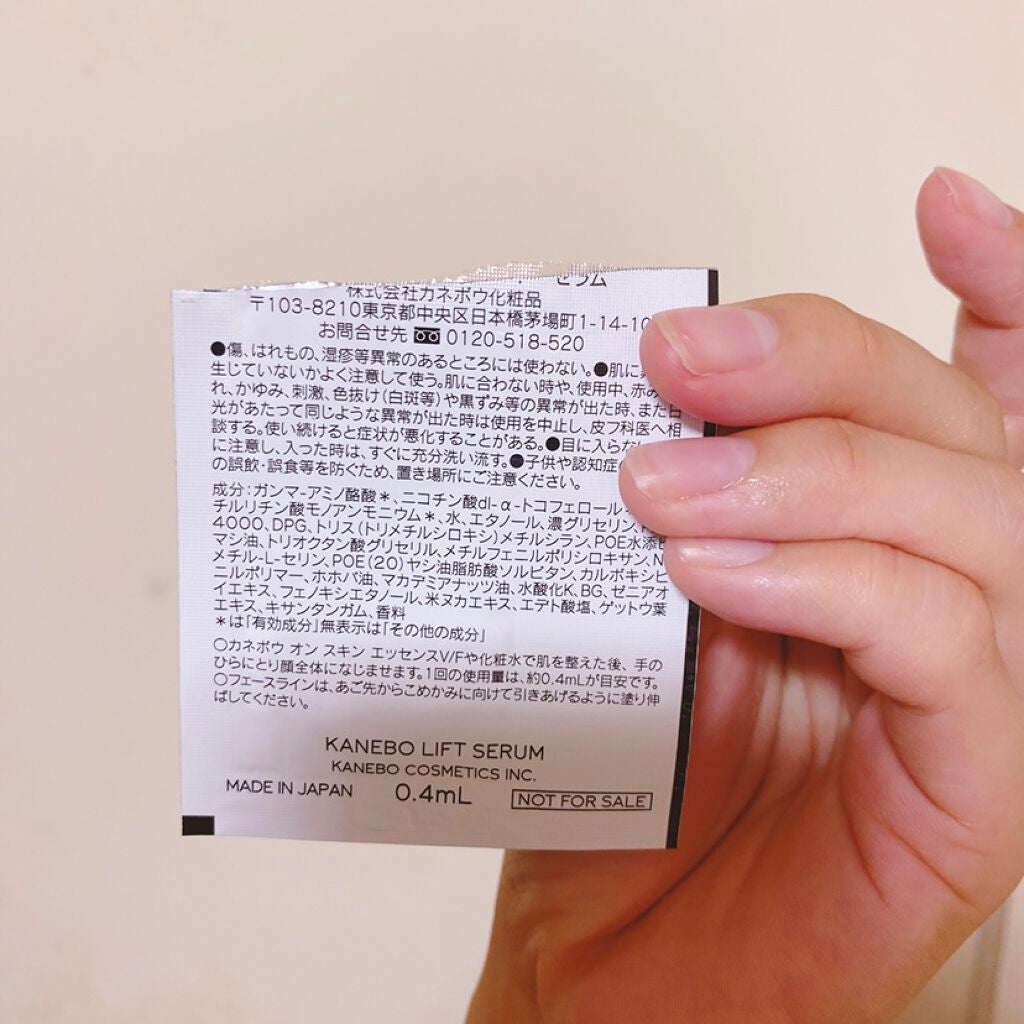 セラム
株式会社カネボウ化粧品
〒103-8210東京都中央区日本橋茅場町1-14-10
お問合せ先 0120-518-520
●傷、はれもの、湿疹等異常のあるところには使わない。●肌に
生じていないかよく注意して使う。肌に合わない時や、使用中、赤み
れ、かゆみ、刺激、色抜け(白斑等)や黒ずみ等の異常が出た時、また日
光があたって同じような異常が出た時は使用を中止し、皮フ科医へ相
談する。使い続けると症状が悪化することがある。●目に入らな
に注意し、入った時は、すぐに充分洗い流す。●子供や認知症
の誤飲・誤食等を防ぐため、置き場所にご注意ください。
成分:ガンマ-アミノ酪酸*、ニコチン酸dl-α-トコフェロール
チルリチン酸モノアンモニウム*、水、エタノール、濃グリセリン、
4000、DPG、トリス(トリメチルシロキシ)メチルシラン、POE水添ヒ
マシ油、トリオクタン酸グリセリル、メチルフェニルポリシロキサン、N
メチル-L-セリン、POE(20)ヤシ油脂肪酸ソルビタン、カルボキシビ
ニルポリマー、ホホバ油、マカデミアナッツ油、水酸化K、BG、ゼニアオ
イエキス、フェノキシエタノール、米ヌカエキス、エデト酸塩、ゲットウ葉
エキス、キサンタンガム、香料
*は「有効成分」無表示は「その他の成分」
○カネボウ オン スキン エッセンスV/Fや化粧水で肌を整えた後、手の
ひらにとり顔全体になじませます。1回の使用量は、約0.4mLが目安です。
○フェースラインは、あご先からこめかみに向けて引きあげるように塗り伸
ばしてください。
KANEBO LIFT SERUM
KANEBO COSMETICS INC.
MADE IN JAPAN 0.4mL NOT FOR SALE